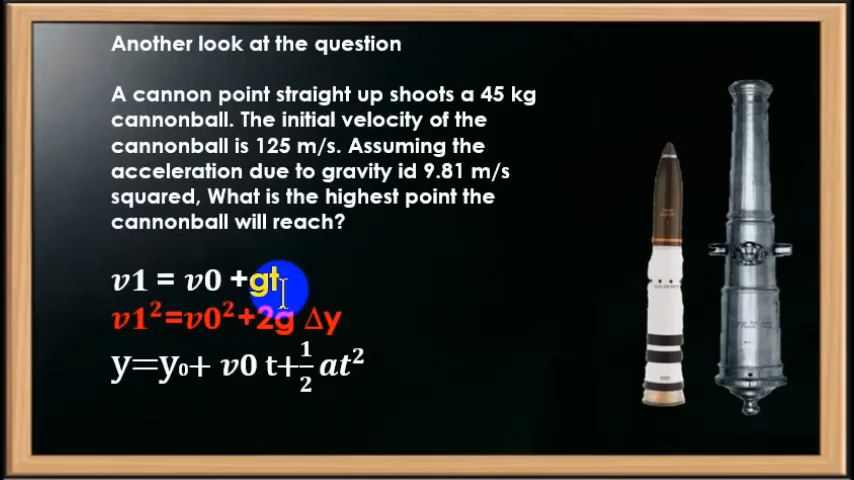 Another look at the question
A cannon point straight up shoots a 45 kg
cannonball. The initial velocity of the
cannonball is 125 m/s. Assuming the
acceleration due to gravity id 9.81 m/s
squared, What is the highest point the
cannonball will reach?
v1 = v0 +gt
v1²=v0²+2g Δy
y=y₀+ v0 t+½ at²